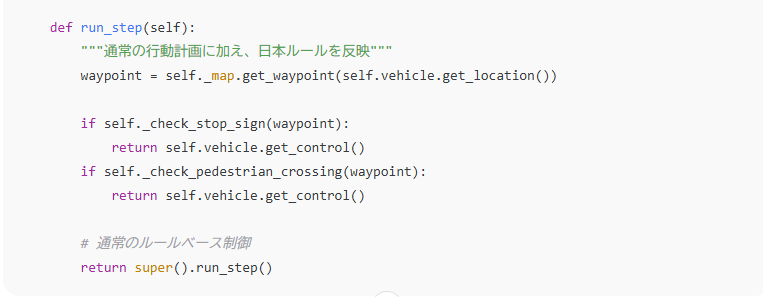 def run_step(self):
"""通常の行動計画に加え、日本ルールを反映"""
waypoint = self._map.get_waypoint(self.vehicle.get_location())
if self._check_stop_sign(waypoint):
return self.vehicle.get_control()
if self._check_pedestrian_crossing(waypoint):
return self.vehicle.get_control()
# 通常のルールベース制御
return super().run_step()